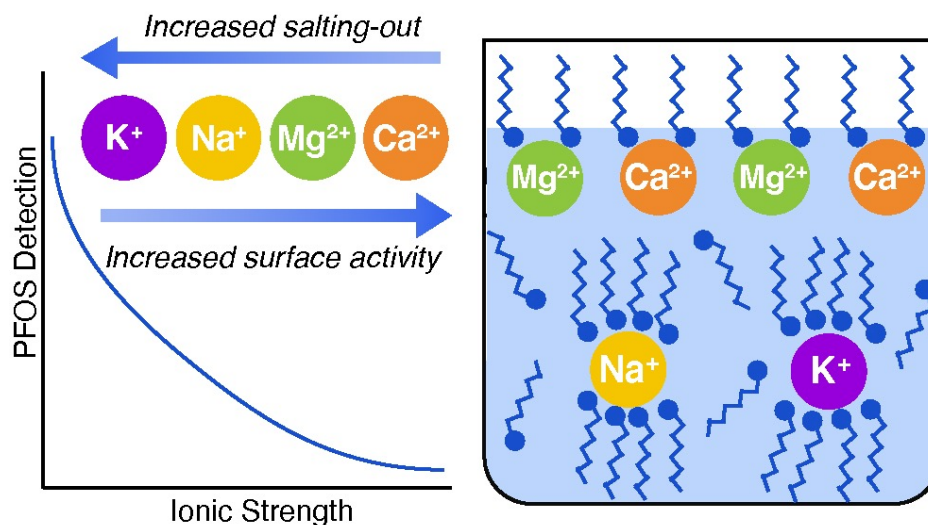 Increased salting-out
K⁺ Na⁺ Mg²⁺ Ca²⁺
Increased surface activity
PFOS Detection
Ionic Strength
Mg²⁺ Ca²⁺ Mg²⁺ Ca²⁺
Na⁺ K⁺